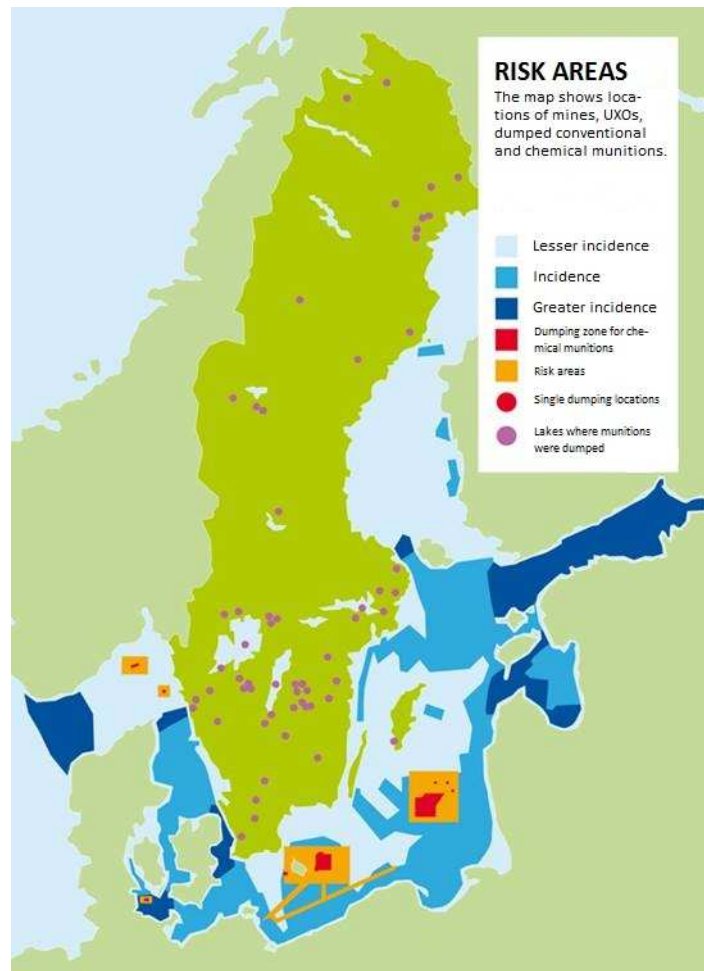 RISK AREAS
The map shows loca-
tions of mines, UXOs,
dumped conventional
and chemical munitions.
Lesser incidence
Incidence
Greater incidence
Dumping zone for che-
mical munitions
Risk areas
Single dumping locations
Lakes where munitions
were dumped